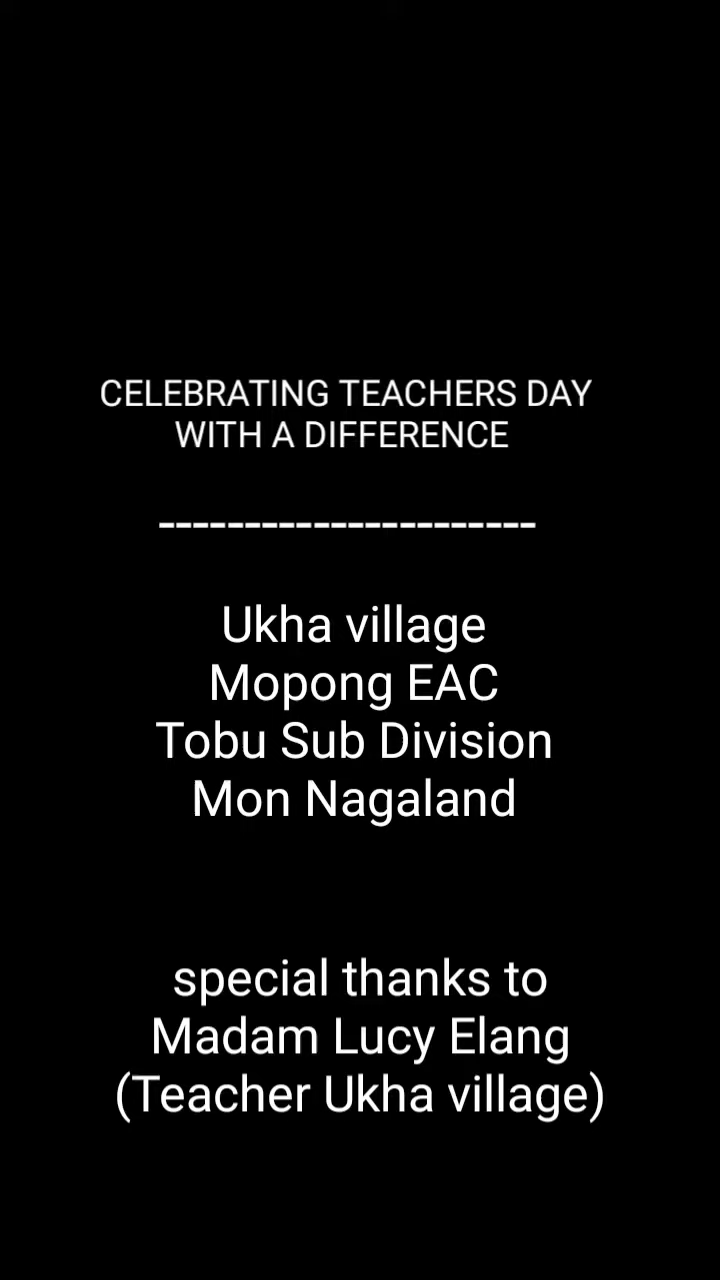 CELEBRATING TEACHERS DAY
WITH A DIFFERENCE
----------------------
Ukha village
Mopong EAC
Tobu Sub Division
Mon Nagaland
special thanks to
Madam Lucy Elang
(Teacher Ukha village)